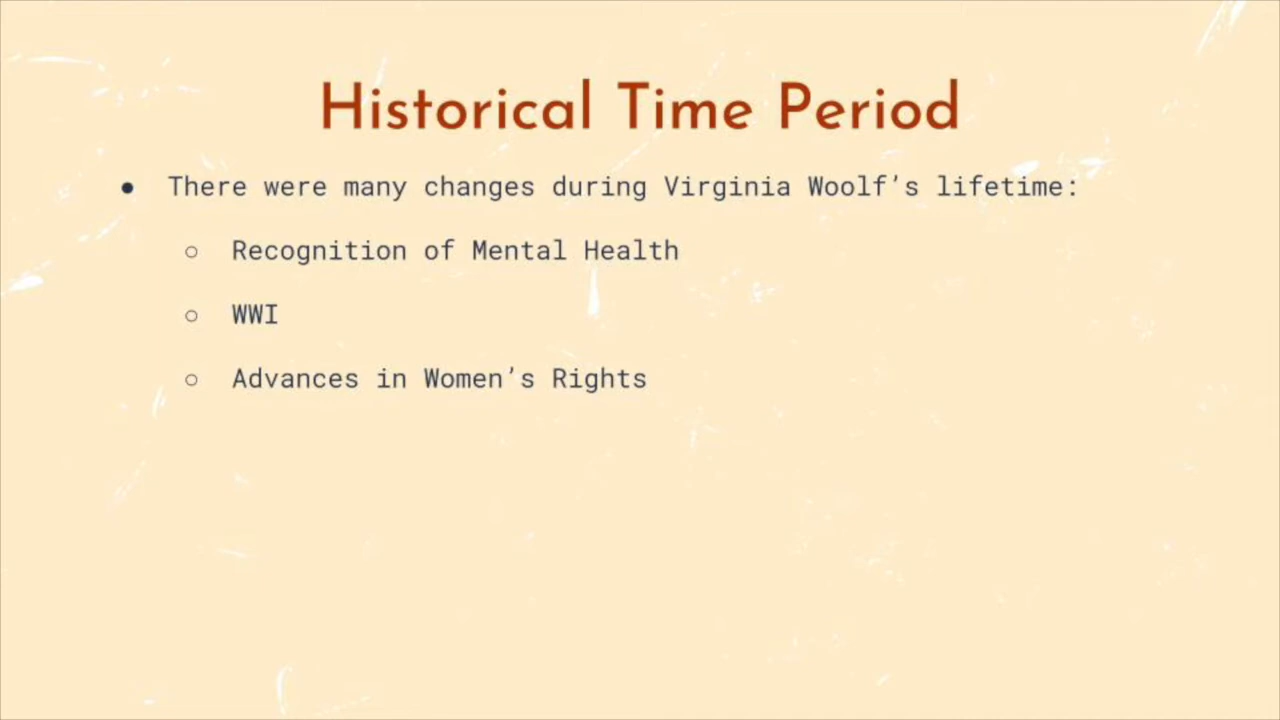 Historical Time Period
● There were many changes during Virginia Woolf’s lifetime:
○ Recognition of Mental Health
○ WWI
○ Advances in Women’s Rights